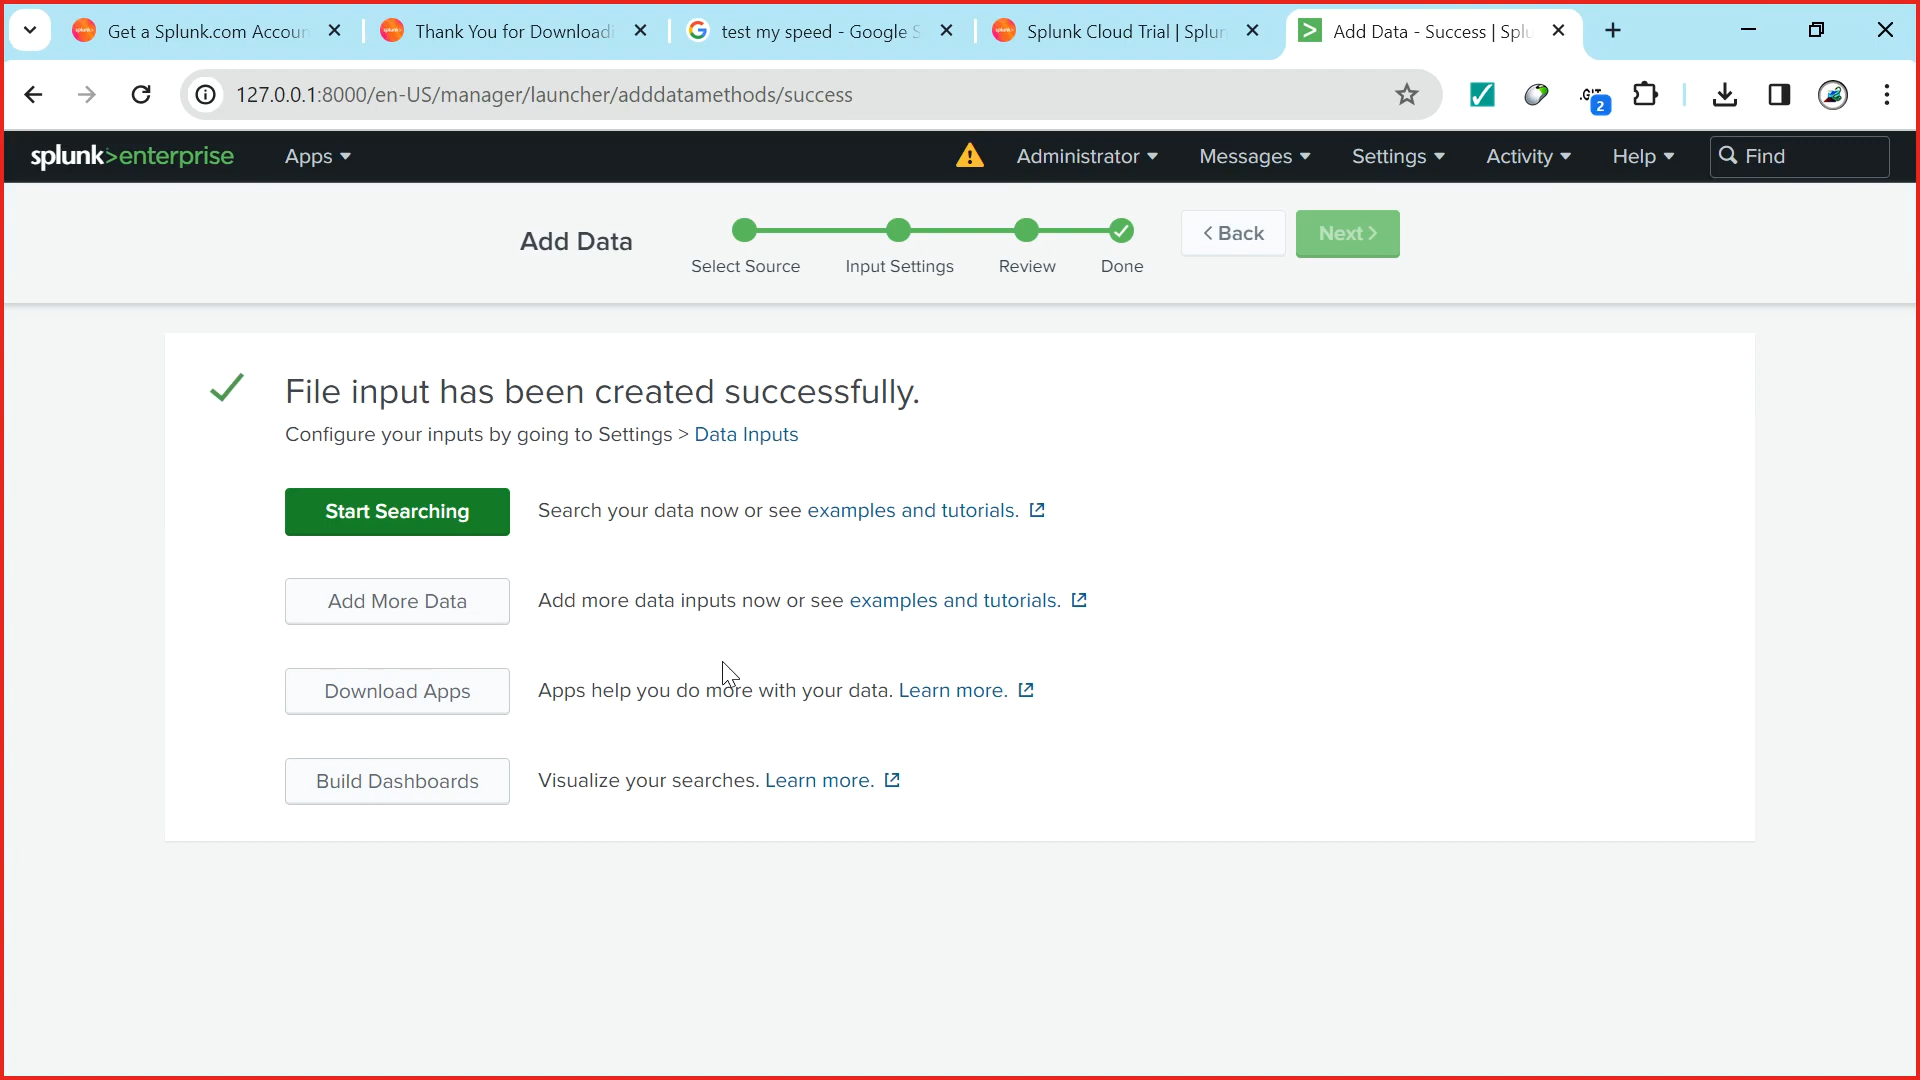 Get a Splunk.com Accoun
Thank You for Downloadi
test my speed - Google S
Splunk Cloud Trial | Splun
Add Data - Success | Splu
127.0.0.1:8000/en-US/manager/launcher/adddatamethods/success
.GIT
2
splunk>enterprise
Apps
Administrator
Messages
Settings
Activity
Help
Find
Add Data
Select Source
Input Settings
Review
Done
< Back
Next >
File input has been created successfully.
Configure your inputs by going to Settings > Data Inputs
Start Searching
Search your data now or see examples and tutorials.
Add More Data
Add more data inputs now or see examples and tutorials.
Download Apps
Apps help you do more with your data. Learn more.
Build Dashboards
Visualize your searches. Learn more.